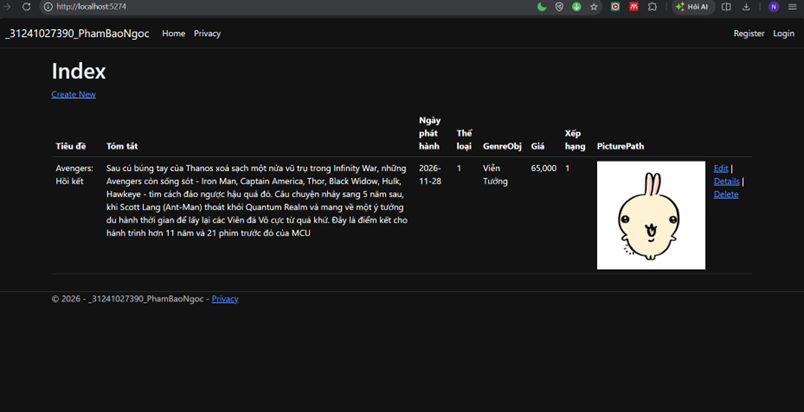 http://localhost:5274
Hỏi AI
N
_31241027390_PhamBaoNgoc Home Privacy Register Login
Index
Create New
Tiêu đề Tóm tắt Ngày phát hành Thể loại GenreObj Giá Xếp hạng PicturePath
Avengers: Hồi kết
Sau cú búng tay của Thanos xoá sạch một nửa vũ trụ trong Infinity War, những
Avengers còn sống sót - Iron Man, Captain America, Thor, Black Widow, Hulk,
Hawkeye - tìm cách đảo ngược hậu quả đó. Câu chuyện nhảy sang 5 năm sau,
khi Scott Lang (Ant-Man) thoát khỏi Quantum Realm và mang về một ý tưởng
du hành thời gian để lấy lại các Viên đá Vô cực từ quá khứ. Đây là điểm kết cho
hành trình hơn 11 năm và 21 phim trước đó của MCU
2026-11-28
1
Viễn Tưởng
65,000
1
Edit |
Details |
Delete
© 2026 - _31241027390_PhamBaoNgoc - Privacy